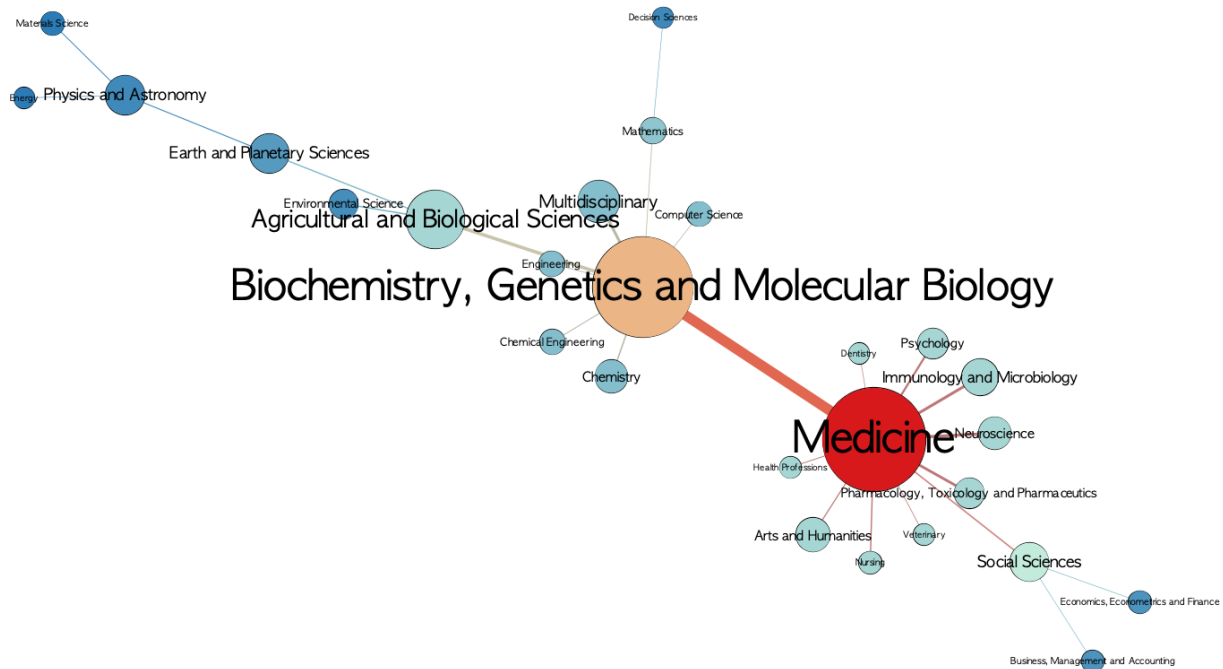 Decision Sciences
Materials Science
Energy
Physics and Astronomy
Mathematics
Earth and Planetary Sciences
Environmental Science
Multidisciplinary
Computer Science
Agricultural and Biological Sciences
Engineering
Biochemistry, Genetics and Molecular Biology
Chemical Engineering
Psychology
Dentistry
Chemistry
Immunology and Microbiology
Medicine
Neuroscience
Health Professions
Pharmacology, Toxicology and Pharmaceutics
Arts and Humanities
Veterinary
Nursing
Social Sciences
Economics, Econometrics and Finance
Business, Management and Accounting